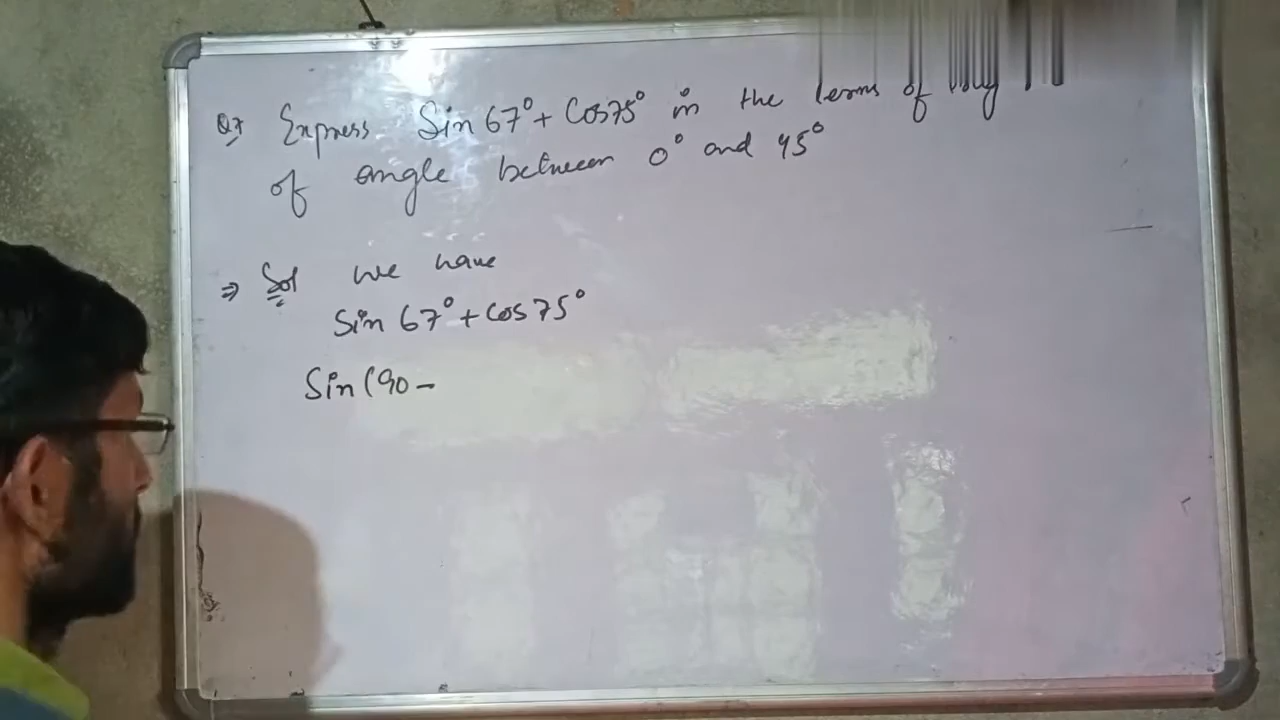 Q7 Express Sin 67° + Cos 75° in the terms of
of angle between 0° and 45°
⇒ Sol we have
Sin 67° + Cos 75°
Sin (90 -